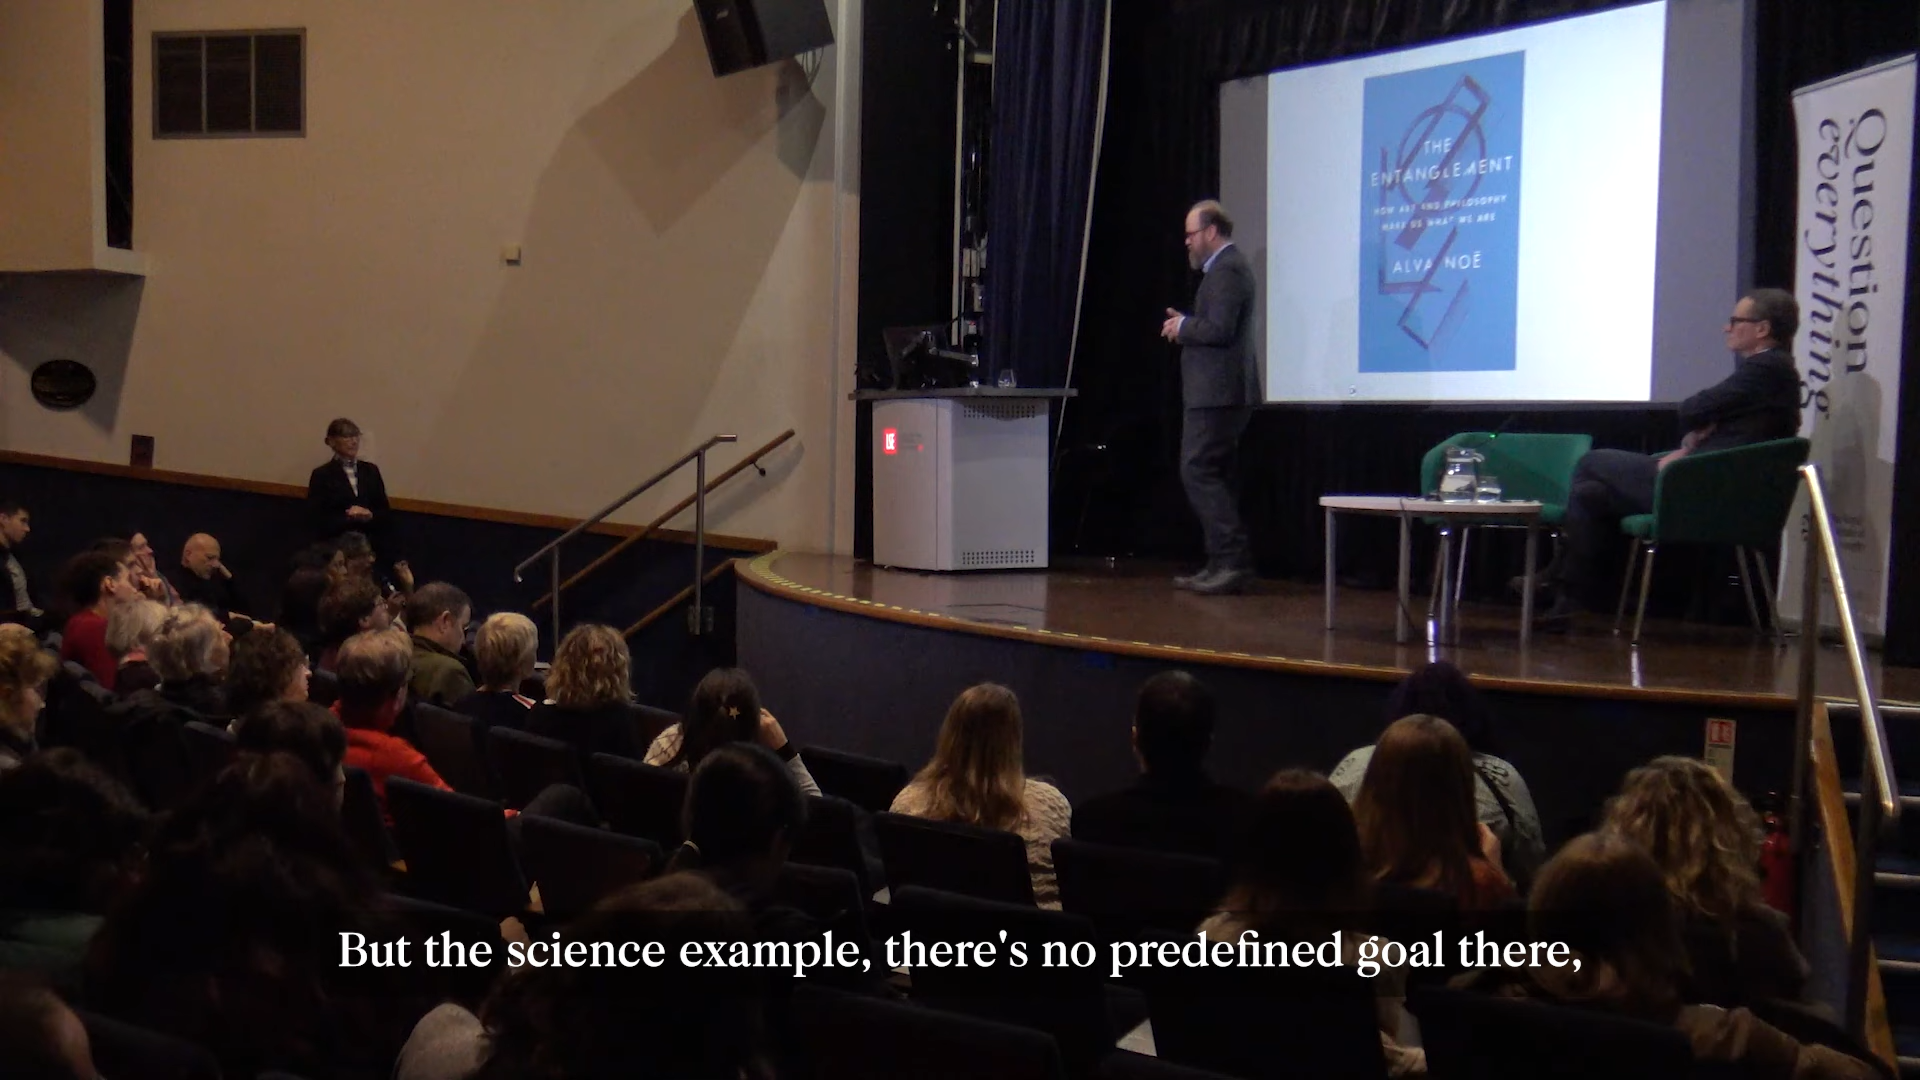 THE
ENTANGLEMENT
HOW ART AND PHILOSOPHY
MAKE US WHAT WE ARE
ALVA NOË
Question
everything
LSE
But the science example, there's no predefined goal there,